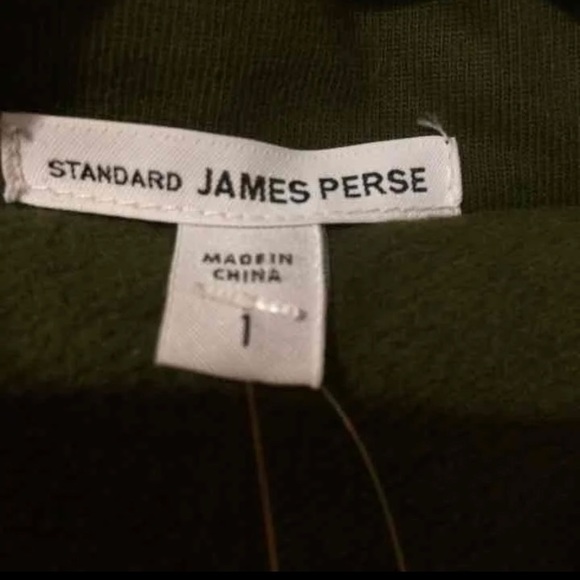 STANDARD JAMES PERSE
MADE IN
CHINA
1